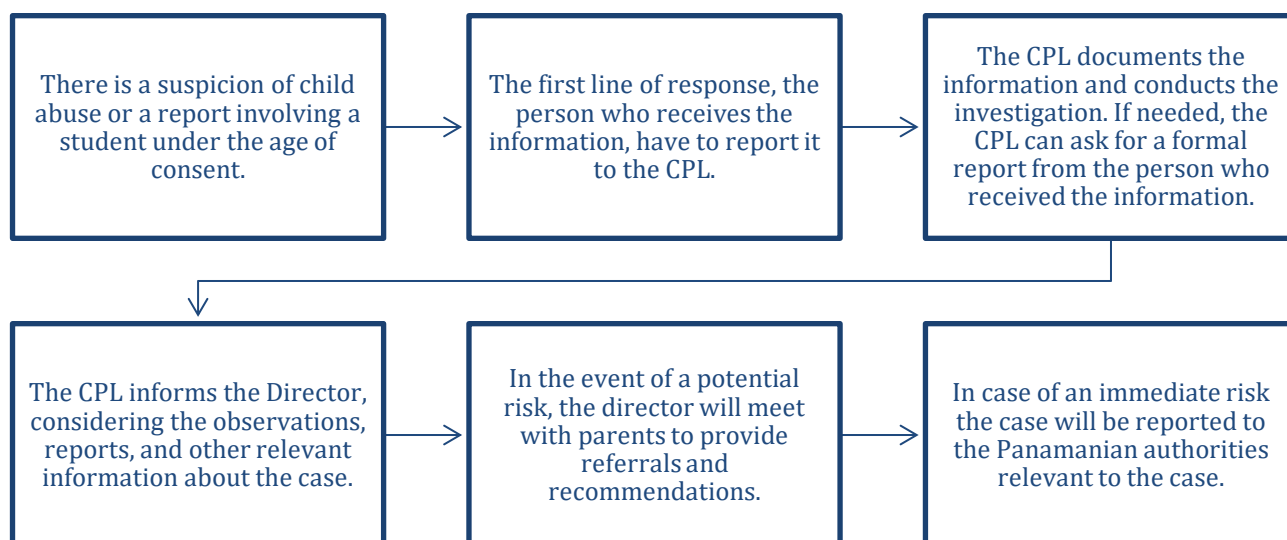 There is a suspicion of child
abuse or a report involving a
student under the age of
consent.
The first line of response, the
person who receives the
information, have to report it
to the CPL.
The CPL documents the
information and conducts the
investigation. If needed, the
CPL can ask for a formal
report from the person who
received the information.
The CPL informs the Director,
considering the observations,
reports, and other relevant
information about the case.
In the event of a potential
risk, the director will meet
with parents to provide
referrals and
recommendations.
In case of an immediate risk
the case will be reported to
the Panamanian authorities
relevant to the case.